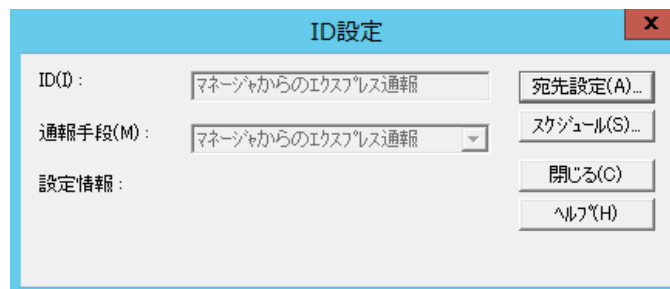 ID設定
x
ID(I) :
マネージャからのエクスプレス通報
宛先設定(A)...
通報手段(M) :
マネージャからのエクスプレス通報
スケジュール(S)...
設定情報 :
閉じる(C)
ヘルプ(H)